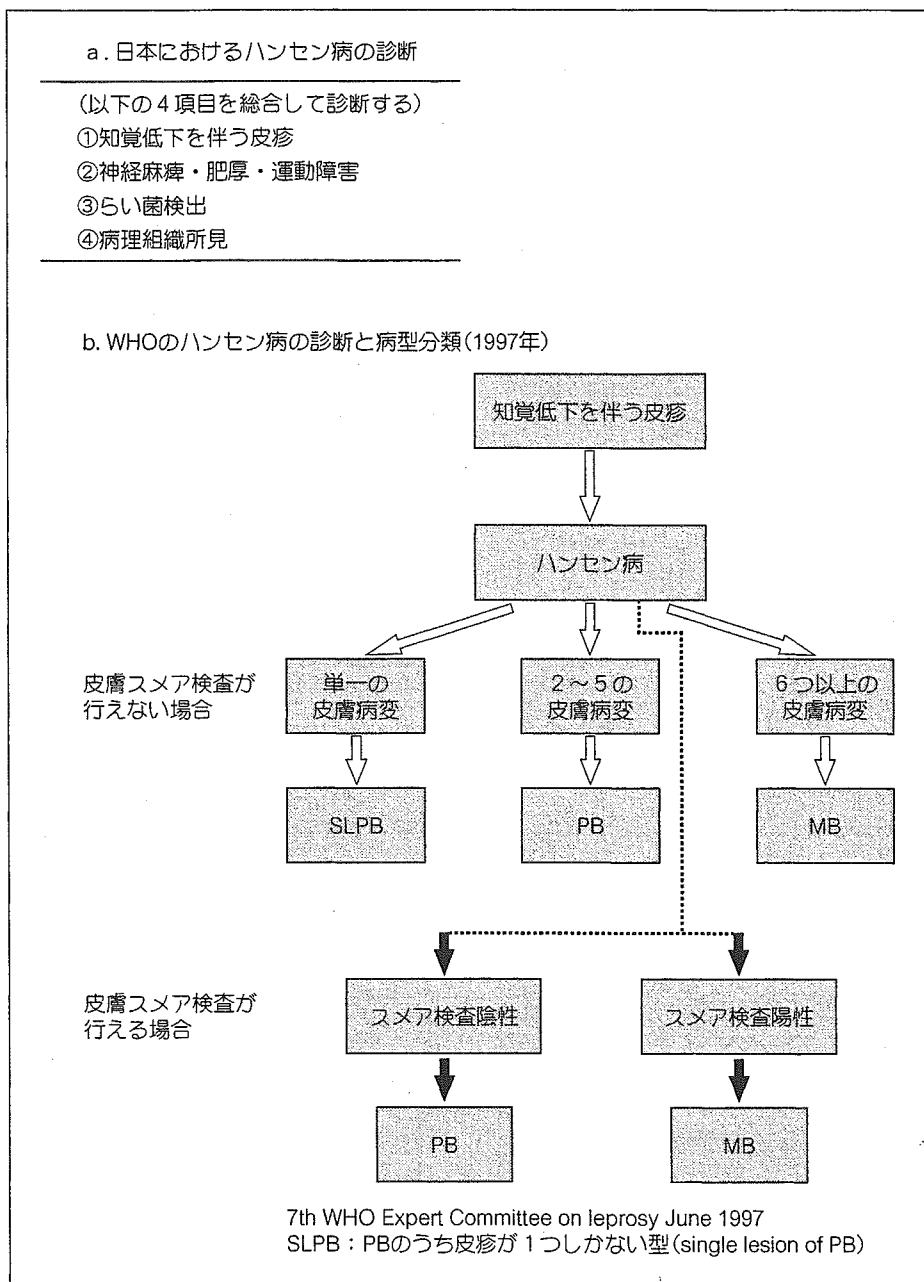 a. 日本におけるハンセン病の診断
(以下の4項目を総合して診断する)
①知覚低下を伴う皮疹
②神経麻痺・肥厚・運動障害
③らい菌検出
④病理組織所見
b. WHOのハンセン病の診断と病型分類(1997年)
知覚低下を伴う皮疹
ハンセン病
皮膚スメア検査が
行えない場合
単一の
皮膚病変
2〜5の
皮膚病変
6つ以上の
皮膚病変
SLPB
PB
MB
皮膚スメア検査が
行える場合
スメア検査陰性
スメア検査陽性
PB
MB
7th WHO Expert Committee on leprosy June 1997
SLPB：PBのうち皮疹が1つしかない型(single lesion of PB)